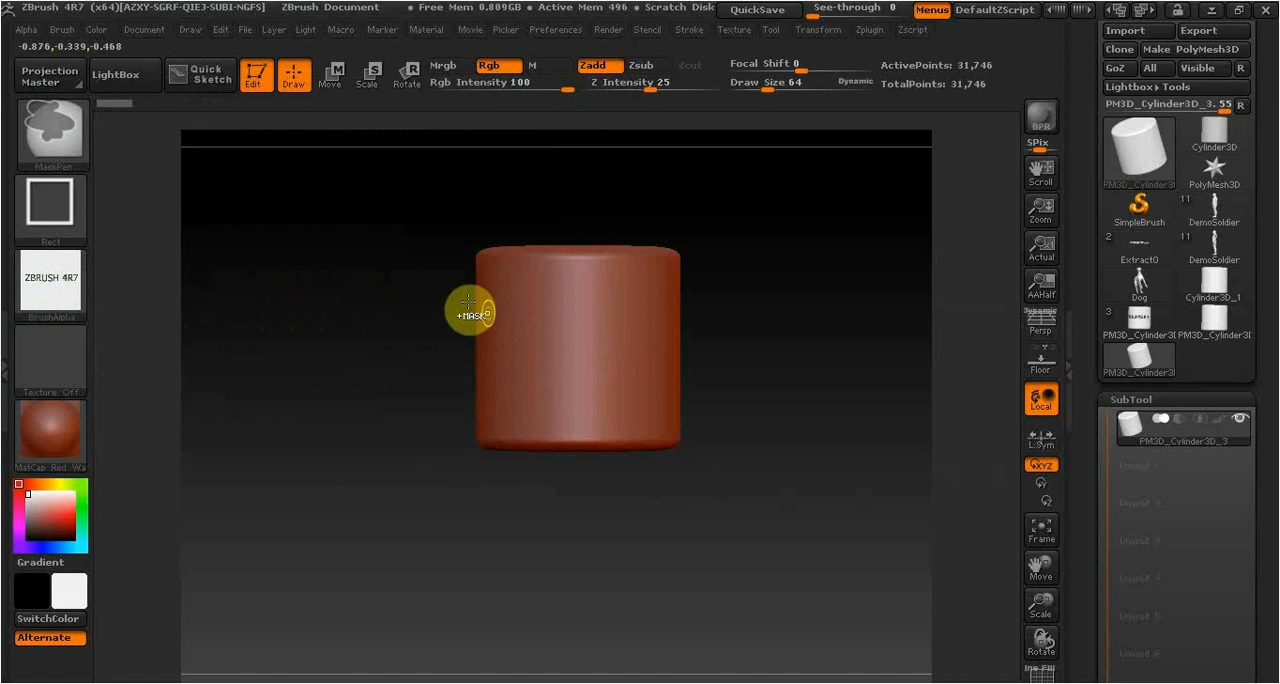 ZBrush 4R7 (x64)[AZXY-SGRF-QIEJ-SUBI-NGFS] ZBrush Document • Free Mem 0.809GB • Active Mem 496 • Scratch Disk QuickSave See-through 0 Menus DefaultZScript
Alpha Brush Color Document Draw Edit File Layer Light Macro Marker Material Movie Picker Preferences Render Stencil Stroke Texture Tool Transform Zplugin Zscript
-0.876,-0.339,-0.468
Import Export
Clone Make PolyMesh3D
GoZ All Visible R
Lightbox Tools
PM3D_Cylinder3D_3. 55 R
Projection
Master
LightBox
Quick
Sketch
Edit Draw Move Scale Rotate
Mrgb Rgb M
Rgb Intensity 100
Zadd Zsub Zcut
Z Intensity 25
Focal Shift 0
Draw Size 64 Dynamic
ActivePoints: 31,746
TotalPoints: 31,746
MaskPen
Rect
ZBRUSH 4R7
BrushAlpha
Texture Off
MatCap Red Wa
Gradient
SwitchColor
Alternate
+MASK
BPR
SPix
Scroll
Zoom
Actual
AAHalf
Dynamic
Persp
Floor
Local
L.Sym
XYZ
Y
Z
Frame
Move
Scale
Rotate
Cylinder3D
PM3D_Cylinder3D PolyMesh3D
11
SimpleBrush DemoSoldier
2 11
Extract0 DemoSoldier
Dog Cylinder3D_1
3
PM3D_Cylinder3D PM3D_Cylinder3D
PM3D_Cylinder3D
SubTool
PM3D_Cylinder3D_3